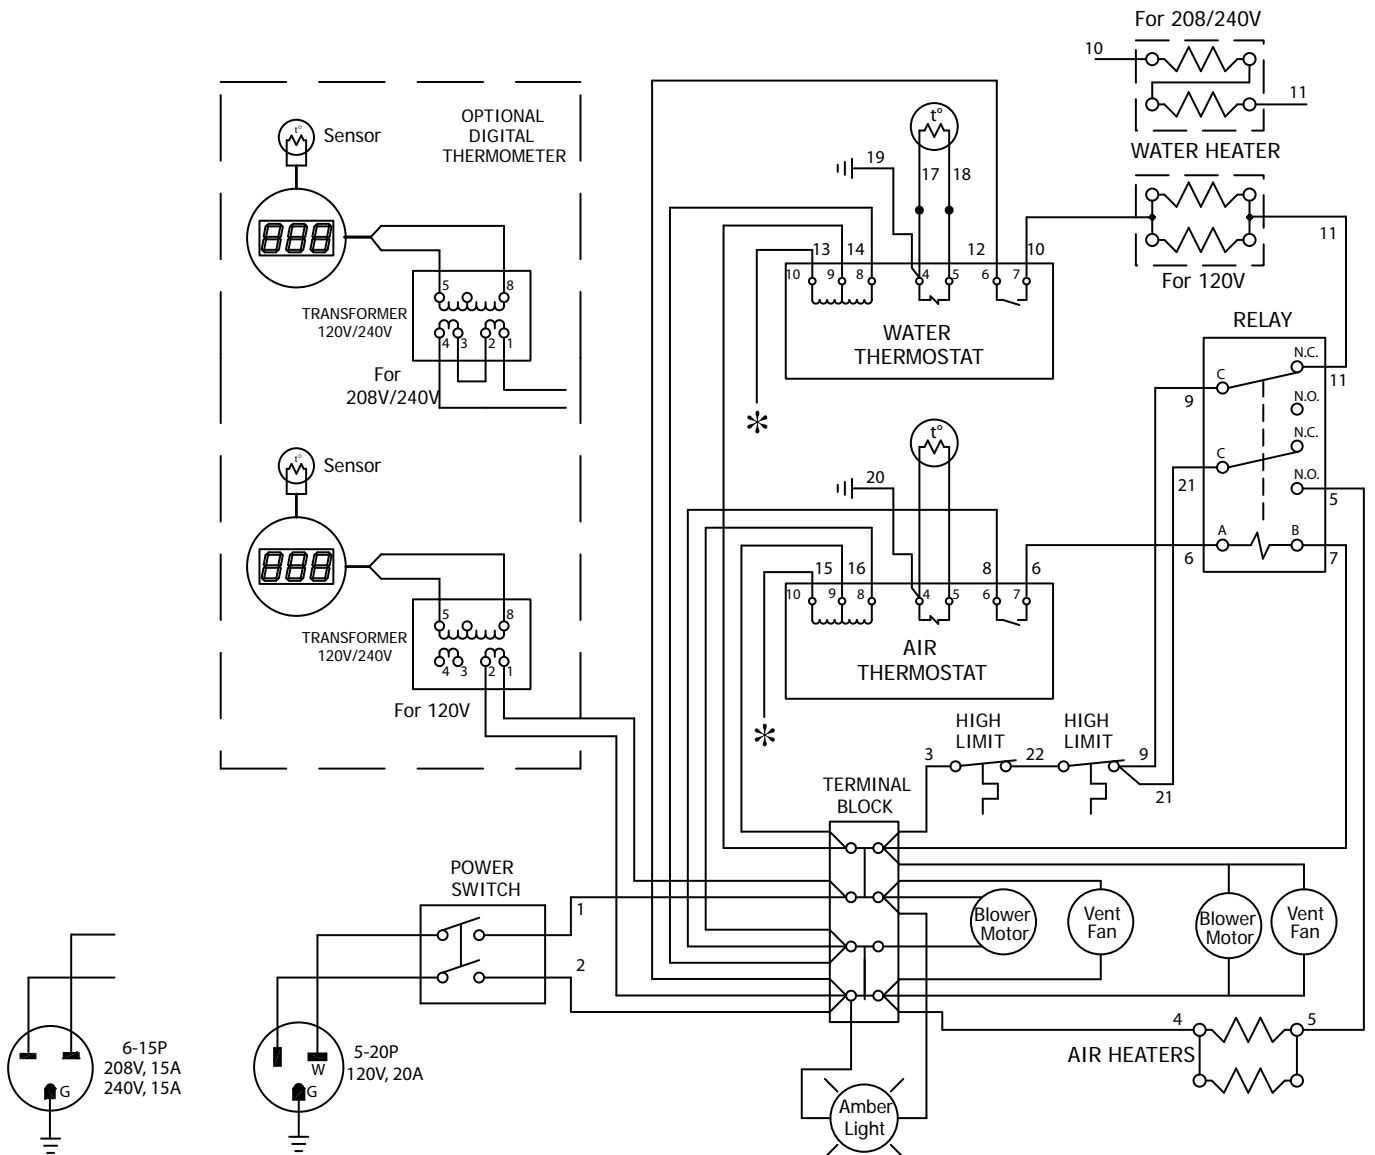 For 208/240V
10
11
WATER HEATER
11
For 120V
OPTIONAL
DIGITAL
THERMOMETER
t°
Sensor
888
5 8
TRANSFORMER
120V/240V
4 3 2 1
For
208V/240V
t°
Sensor
888
5 8
TRANSFORMER
120V/240V
4 3 2 1
For 120V
t°
19
17 18
13 14 12 10
10 9 8 4 5 6 7
WATER
THERMOSTAT
*
t°
20
15 16 8 6
10 9 8 4 5 6 7
AIR
THERMOSTAT
*
RELAY
N.C.
C
11
9
N.O.
N.C.
C
21
N.O.
5
A B
6 7
HIGH
LIMIT
HIGH
LIMIT
3 22 9
21
TERMINAL
BLOCK
POWER
SWITCH
1
2
Blower
Motor
Vent
Fan
Blower
Motor
Vent
Fan
4 5
AIR HEATERS
Amber
Light
6-15P
208V, 15A
240V, 15A
G
5-20P
120V, 20A
W
G